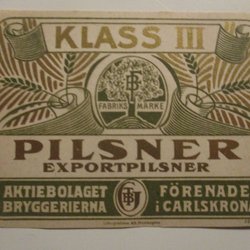 KLASS III
FABRIKS MÄRKE
PILSNER
EXPORTPILSNER
AKTIEBOLAGET FÖRENADE
BRYGGERIERNA i CARLSKRONA